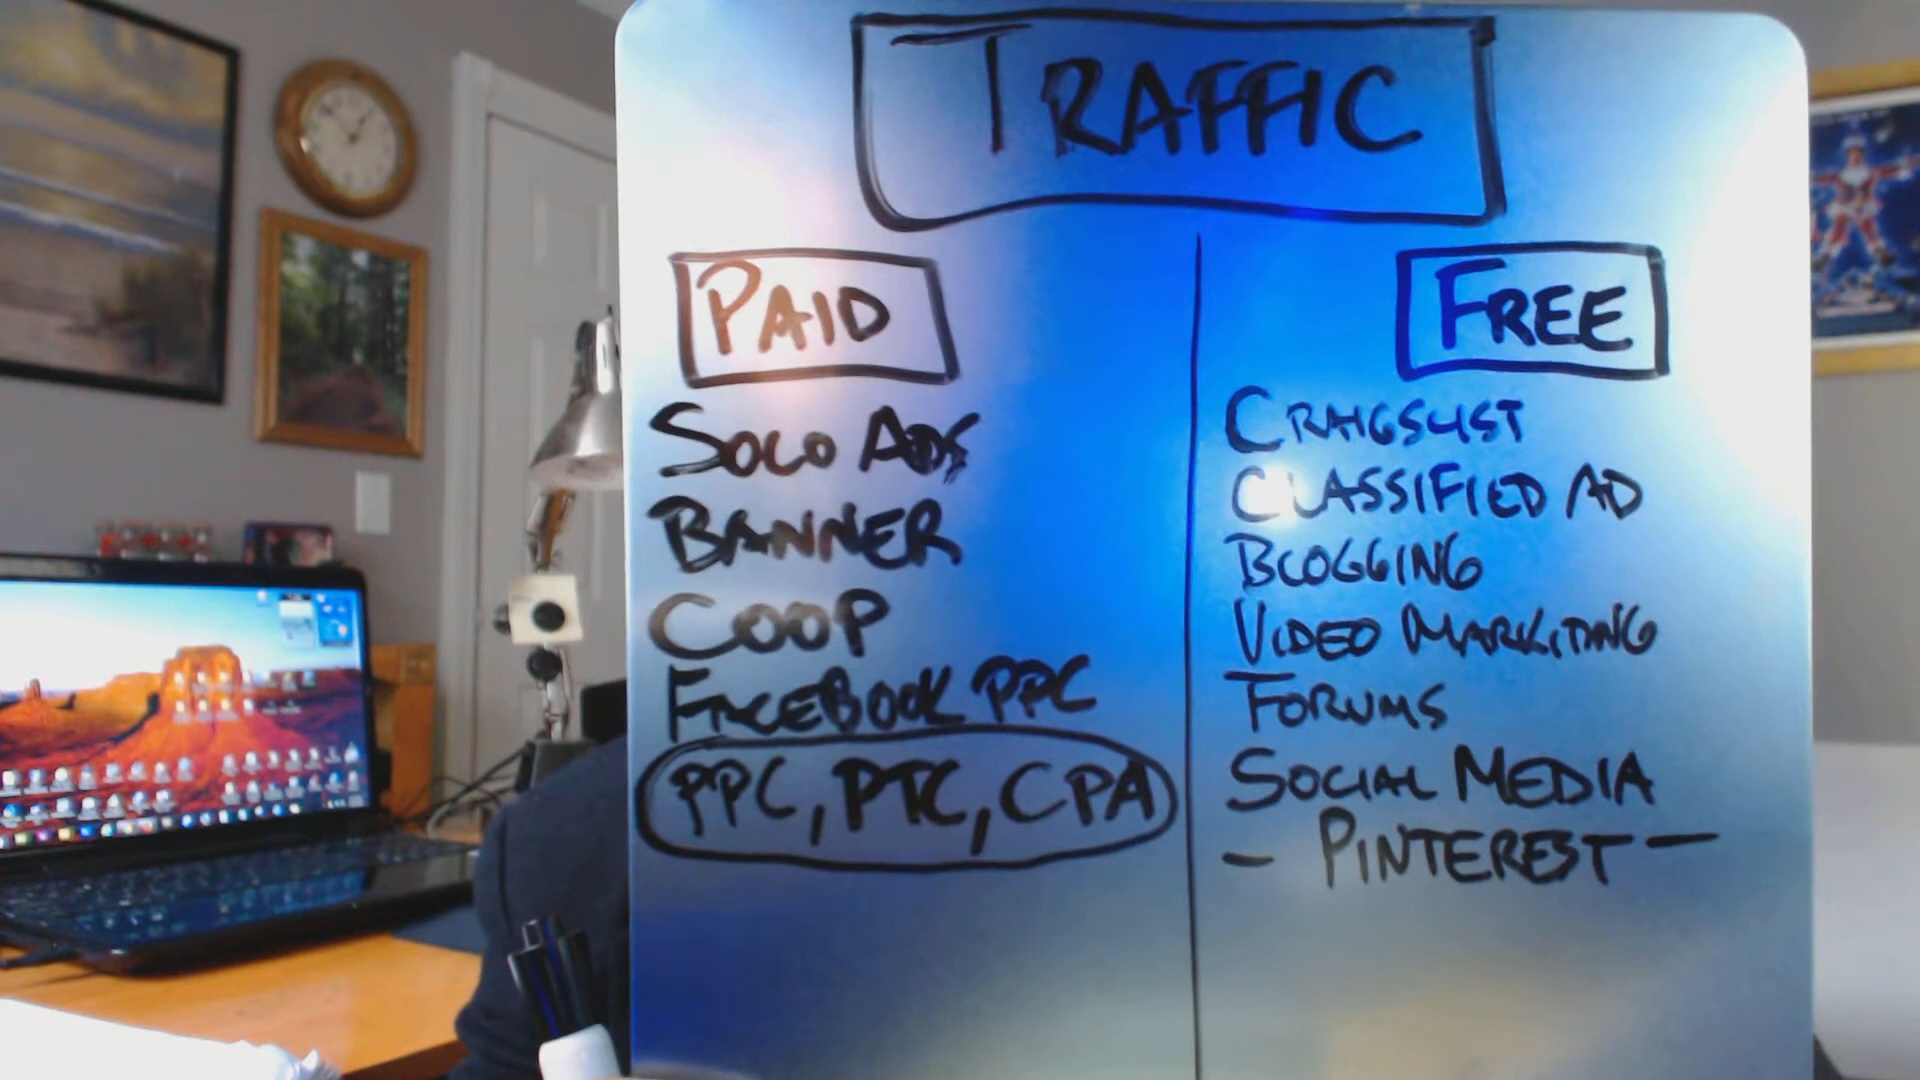 TRAFFIC
PAID
SOLO ADS
BANNER
COOP
FACEBOOK PPC
PPC, PTC, CPA
FREE
CRAIGSLIST
CLASSIFIED AD
BLOGGING
VIDEO MARKETING
FORUMS
SOCIAL MEDIA
- PINTEREST -